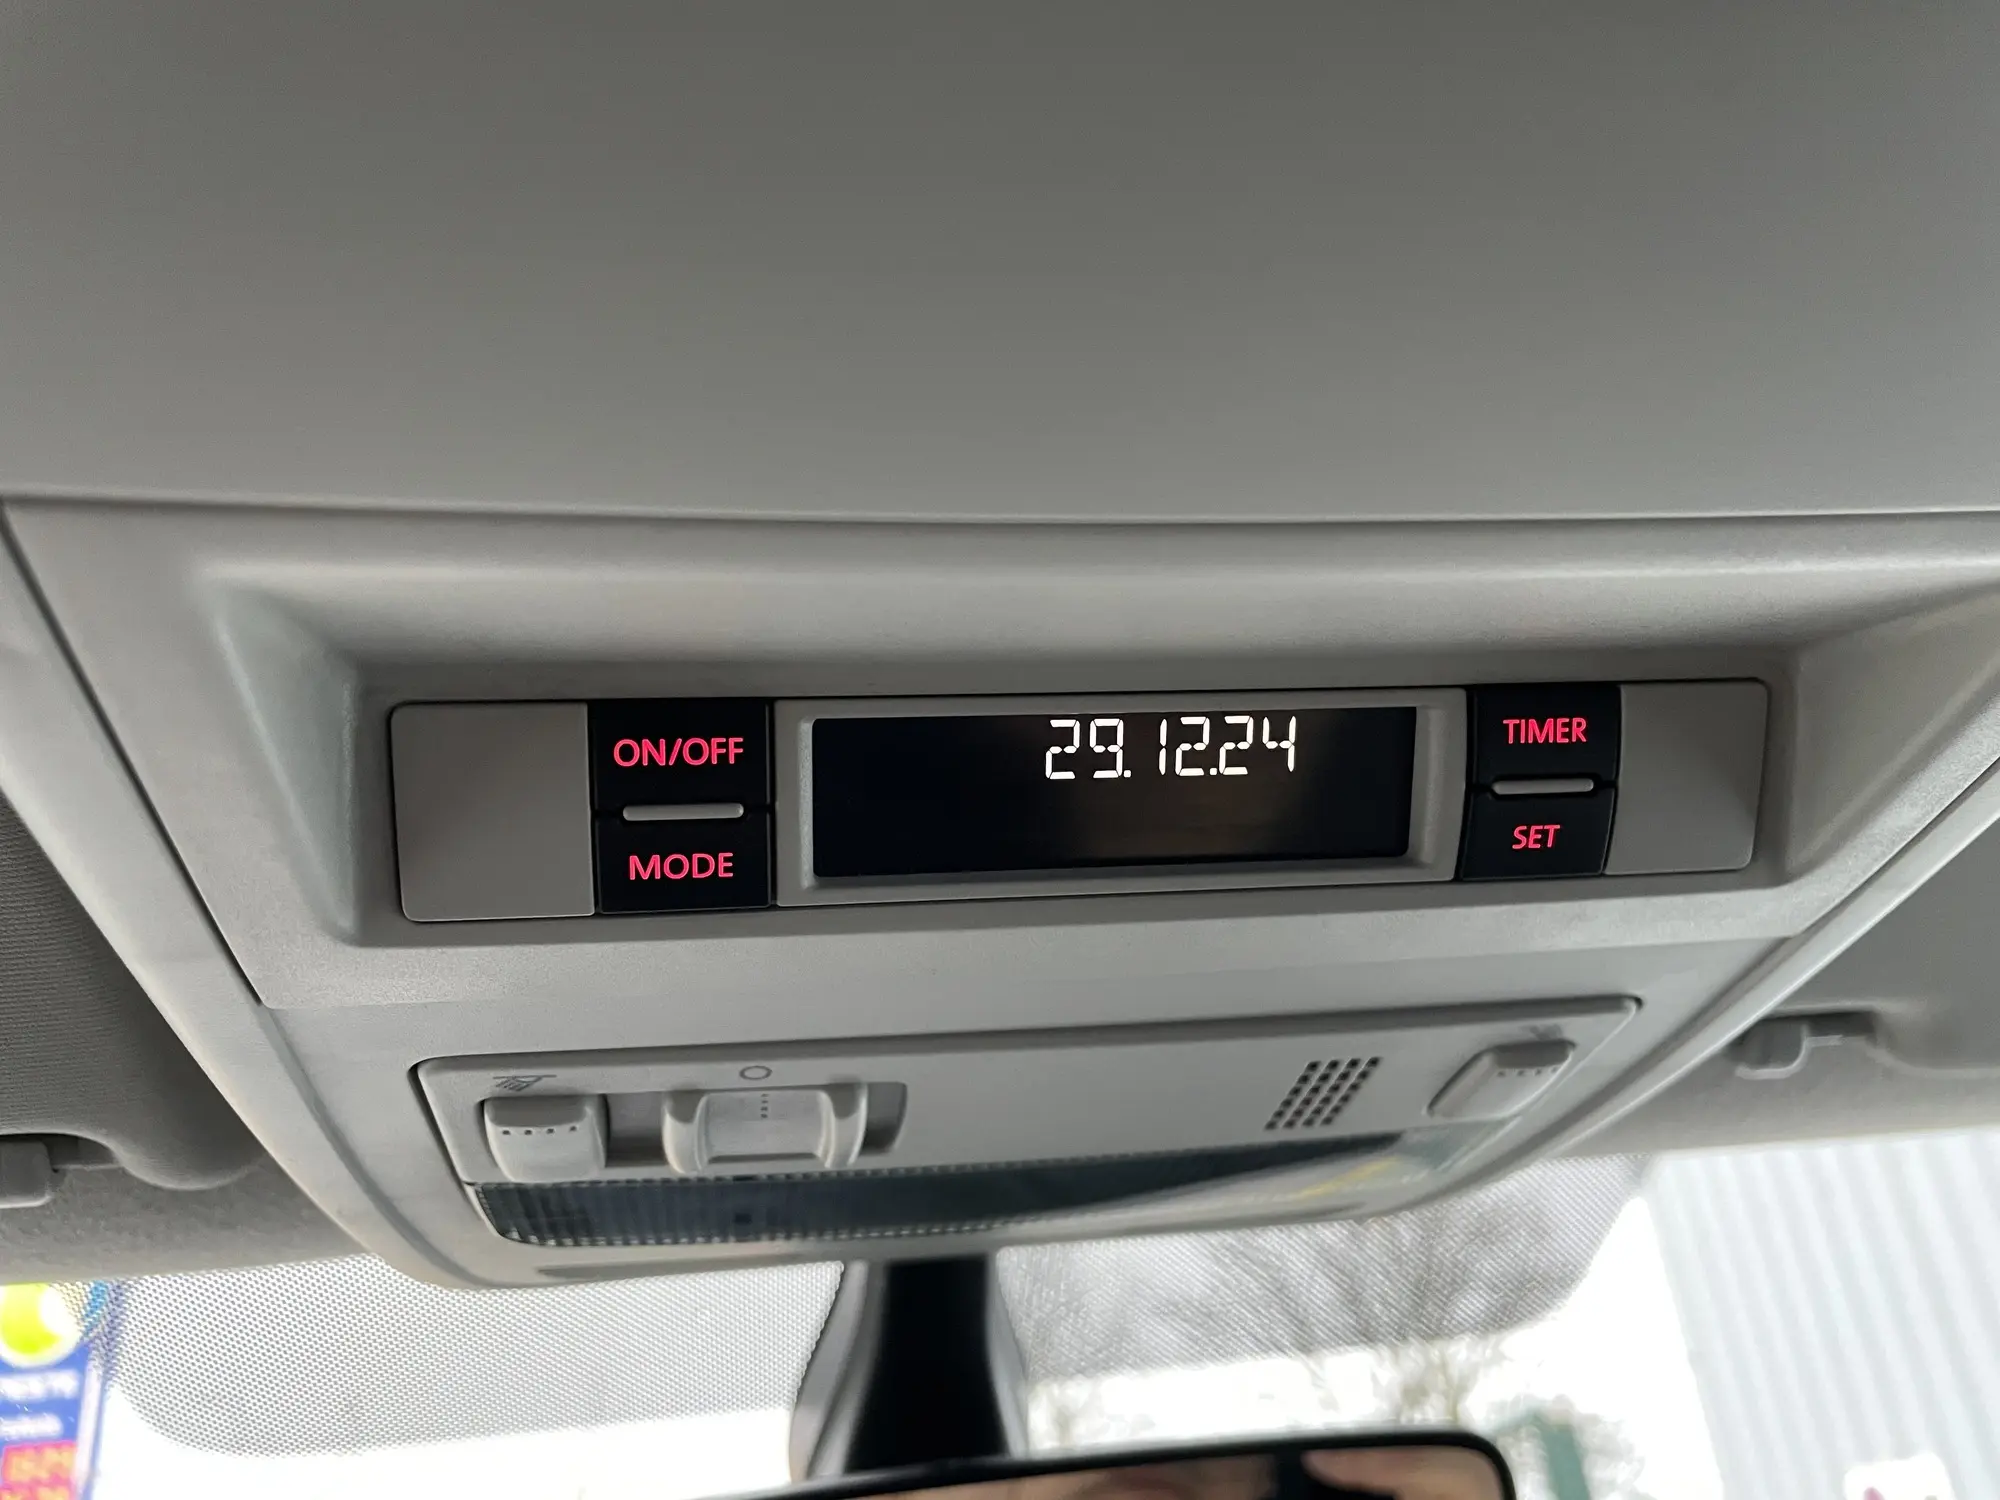 ON/OFF
29.12.24
TIMER
MODE
SET